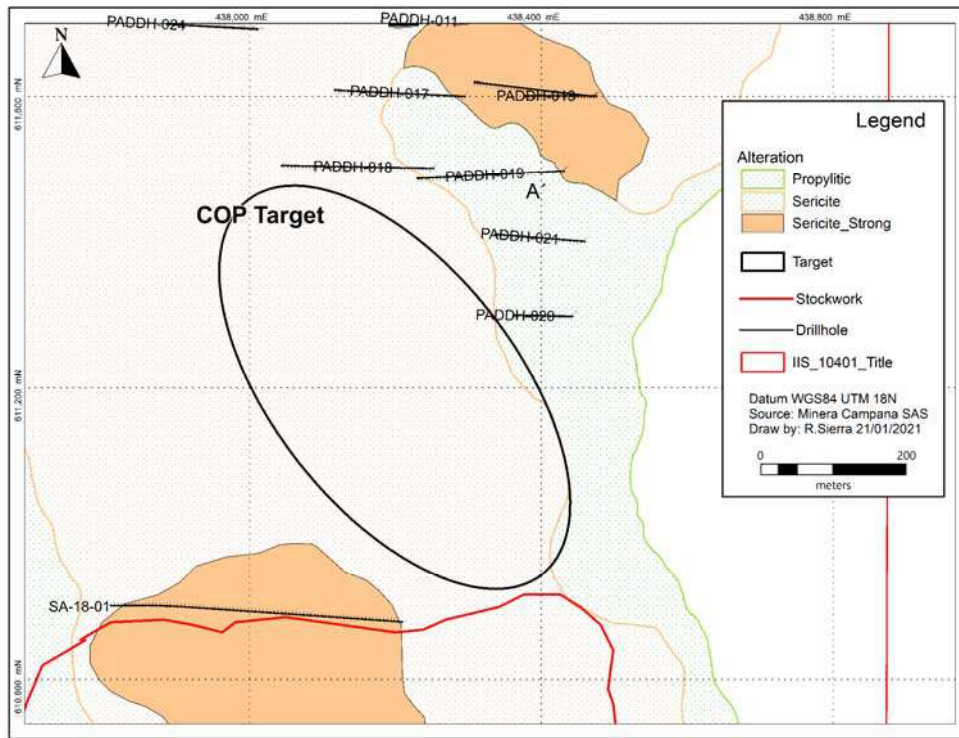 438,000 mE
438,400 mE
438,800 mE
PADDH-024
PADDH-011
N
611,600 mN
PADDH-017
PADDH-013
PADDH-018
PADDH-019
A´
COP Target
PADDH-021
PADDH-020
611,200 mN
SA-18-01
610,800 mN
Legend
Alteration
Propylitic
Sericite
Sericite_Strong
Target
Stockwork
Drillhole
IIS_10401_Title
Datum WGS84 UTM 18N
Source: Minera Campana SAS
Draw by: R.Sierra 21/01/2021
0 200
meters